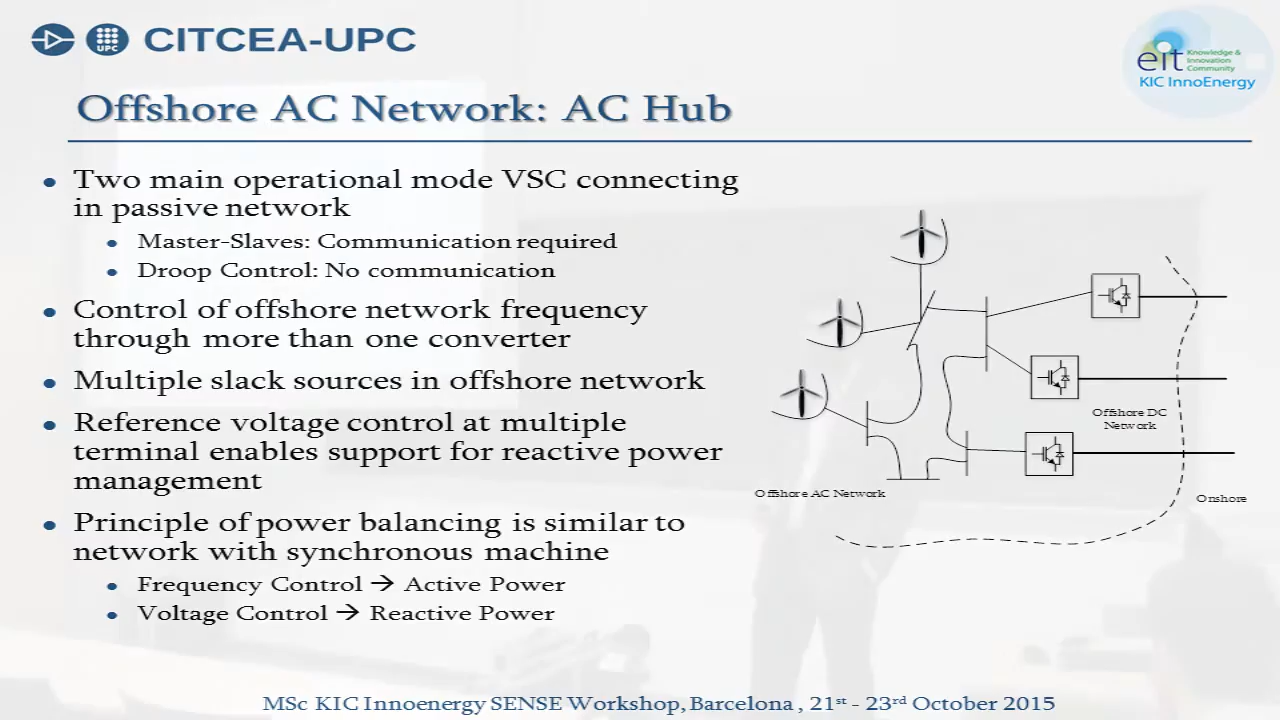 UPC
CITCEA-UPC
eit
Knowledge &
Innovation
Community
KIC InnoEnergy
Offshore AC Network: AC Hub
• Two main operational mode VSC connecting
in passive network
• Master-Slaves: Communication required
• Droop Control: No communication
• Control of offshore network frequency
through more than one converter
• Multiple slack sources in offshore network
• Reference voltage control at multiple
terminal enables support for reactive power
management
• Principle of power balancing is similar to
network with synchronous machine
• Frequency Control → Active Power
• Voltage Control → Reactive Power
Offshore DC
Network
Offshore AC Network
Onshore
MSc KIC Innoenergy SENSE Workshop, Barcelona , 21st - 23rd October 2015